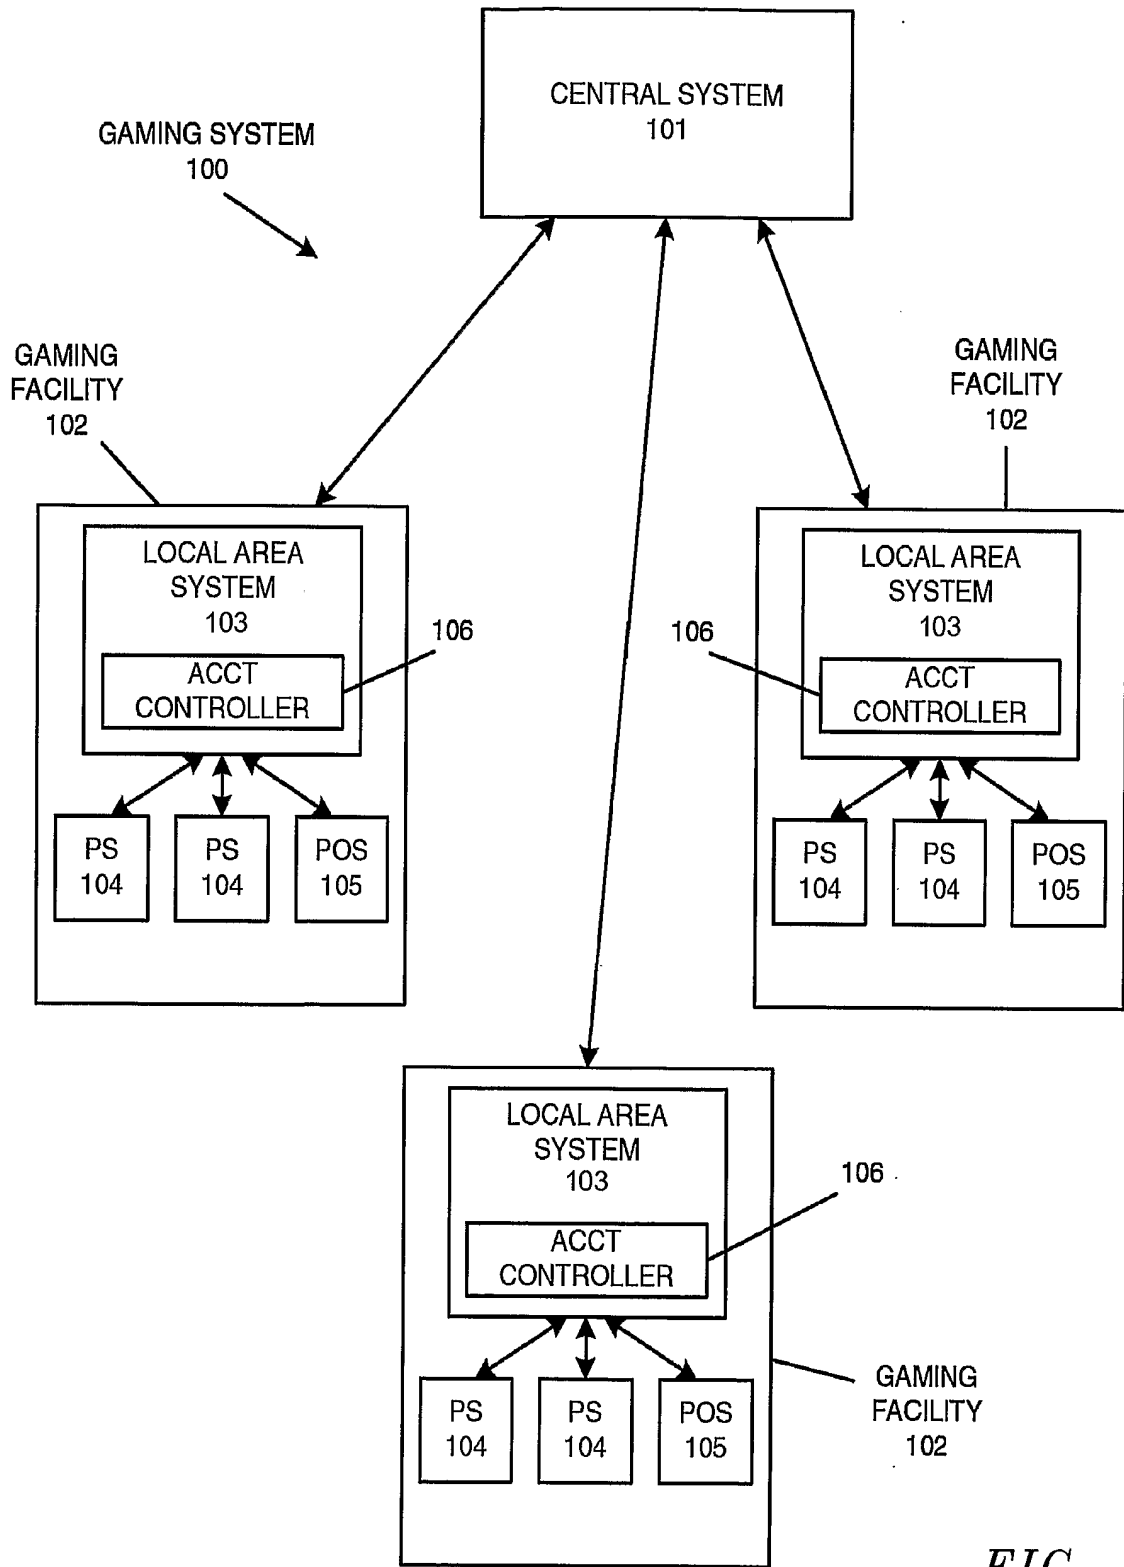 CENTRAL SYSTEM
101
GAMING SYSTEM
100
GAMING
FACILITY
102
GAMING
FACILITY
102
LOCAL AREA
SYSTEM
103
106
ACCT
CONTROLLER
PS
104
PS
104
POS
105
LOCAL AREA
SYSTEM
103
106
ACCT
CONTROLLER
PS
104
PS
104
POS
105
LOCAL AREA
SYSTEM
103
106
ACCT
CONTROLLER
PS
104
PS
104
POS
105
GAMING
FACILITY
102
FIG